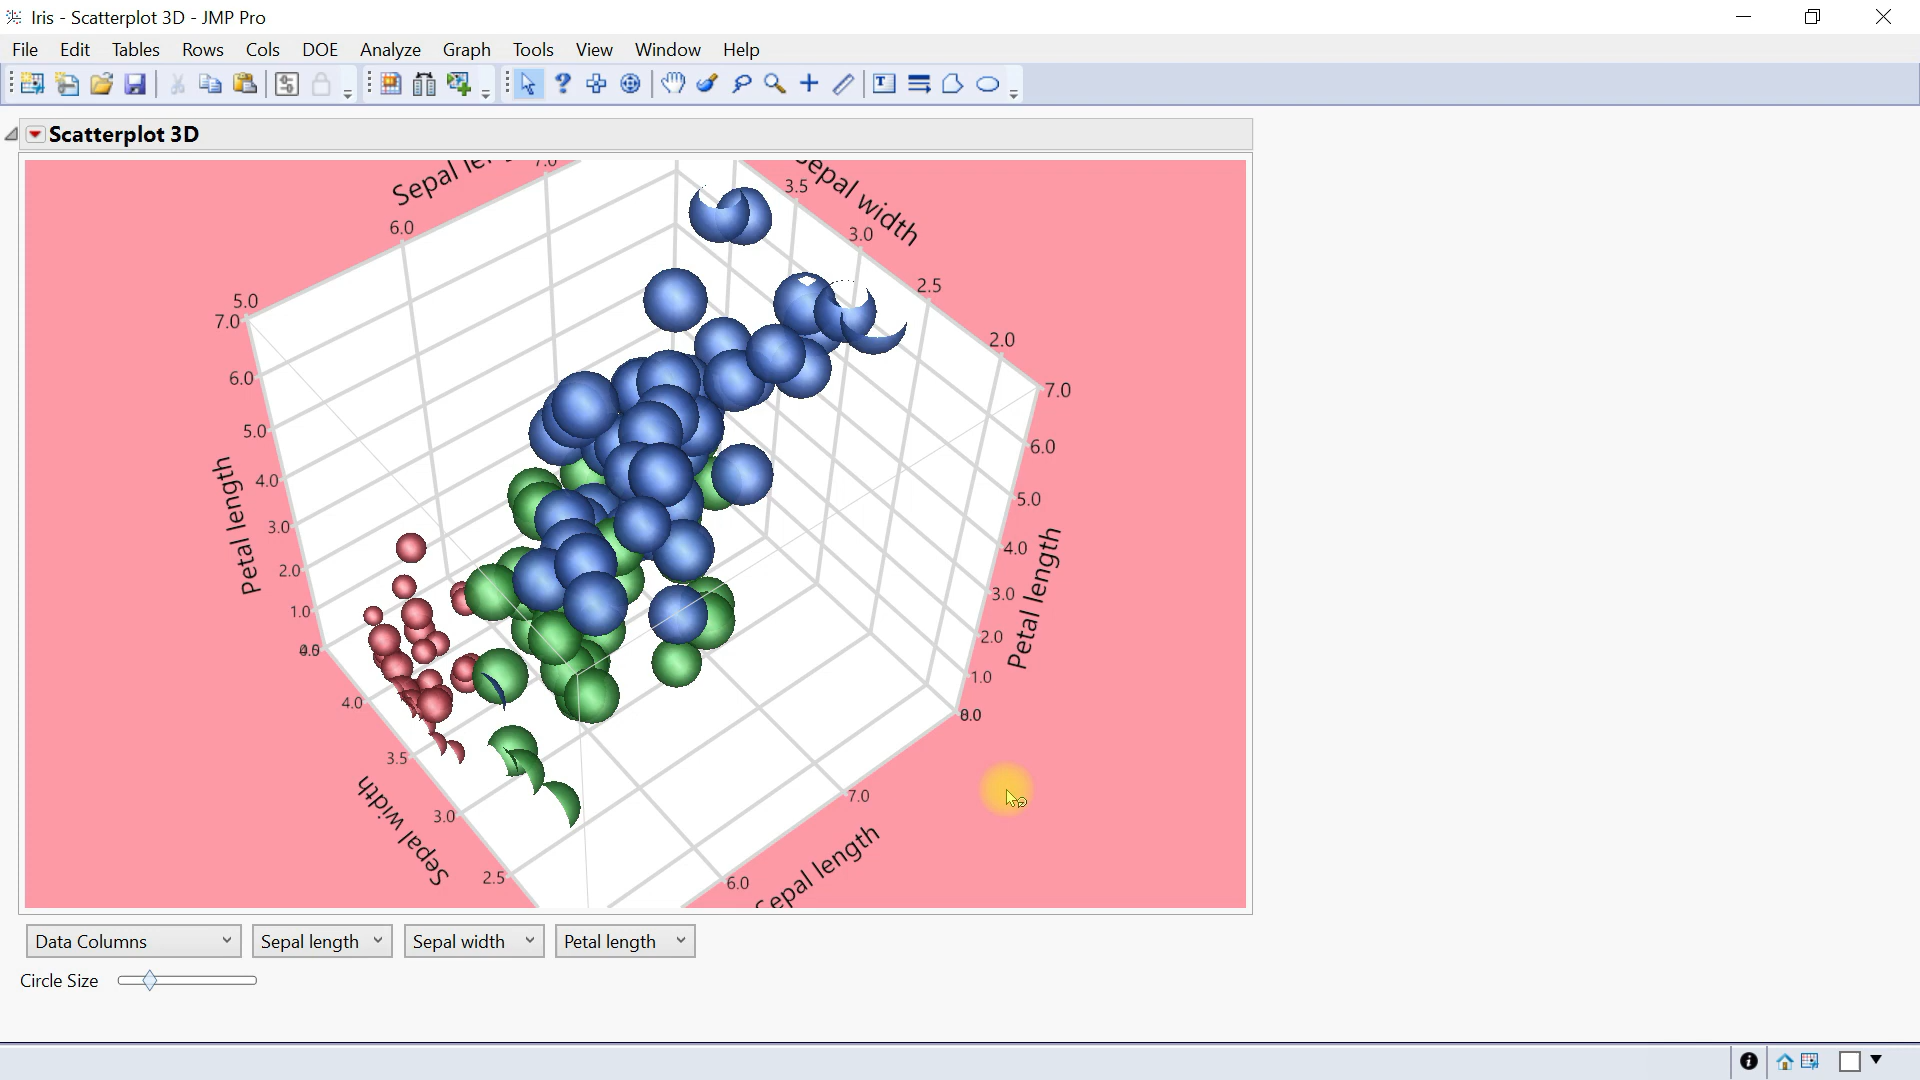 Iris - Scatterplot 3D - JMP Pro
File Edit Tables Rows Cols DOE Analyze Graph Tools View Window Help
Scatterplot 3D
7.0
3.5
Sepal width
6.0
3.0
2.5
5.0
7.0
2.0
6.0
7.0
5.0
6.0
Petal length
4.0
5.0
3.0
4.0
Petal length
2.0
3.0
1.0
2.0
1.0
4.0
8.0
3.5
7.0
Sepal width
3.0
Sepal length
2.5
6.0
Data Columns Sepal length Sepal width Petal length
Circle Size